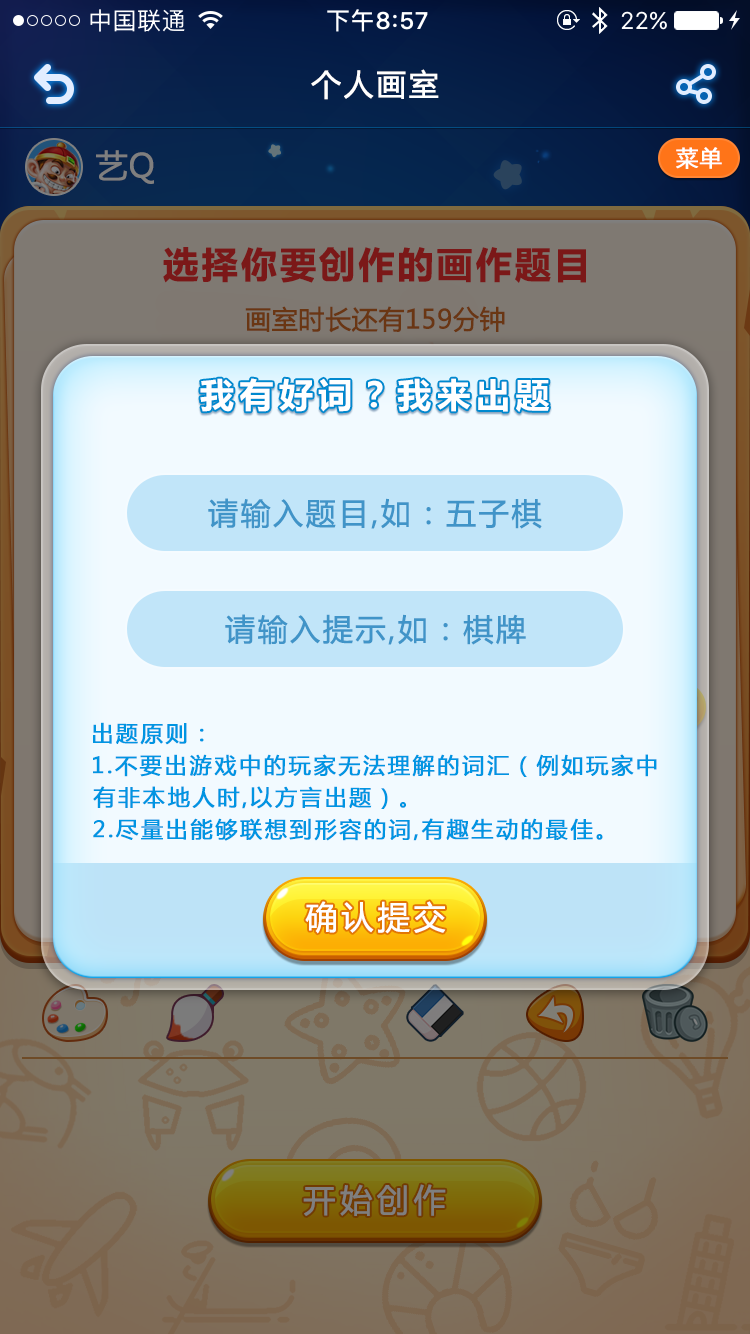 中国联通 下午8:57 22%
个人画室
艺Q 菜单
选择你要创作的画作题目
画室时长还有159分钟
我有好词？我来出题
请输入题目,如：五子棋
请输入提示,如：棋牌
出题原则：
1.不要出游戏中的玩家无法理解的词汇（例如玩家中
有非本地人时,以方言出题）。
2.尽量出能够联想到形容的词,有趣生动的最佳。
确认提交
开始创作